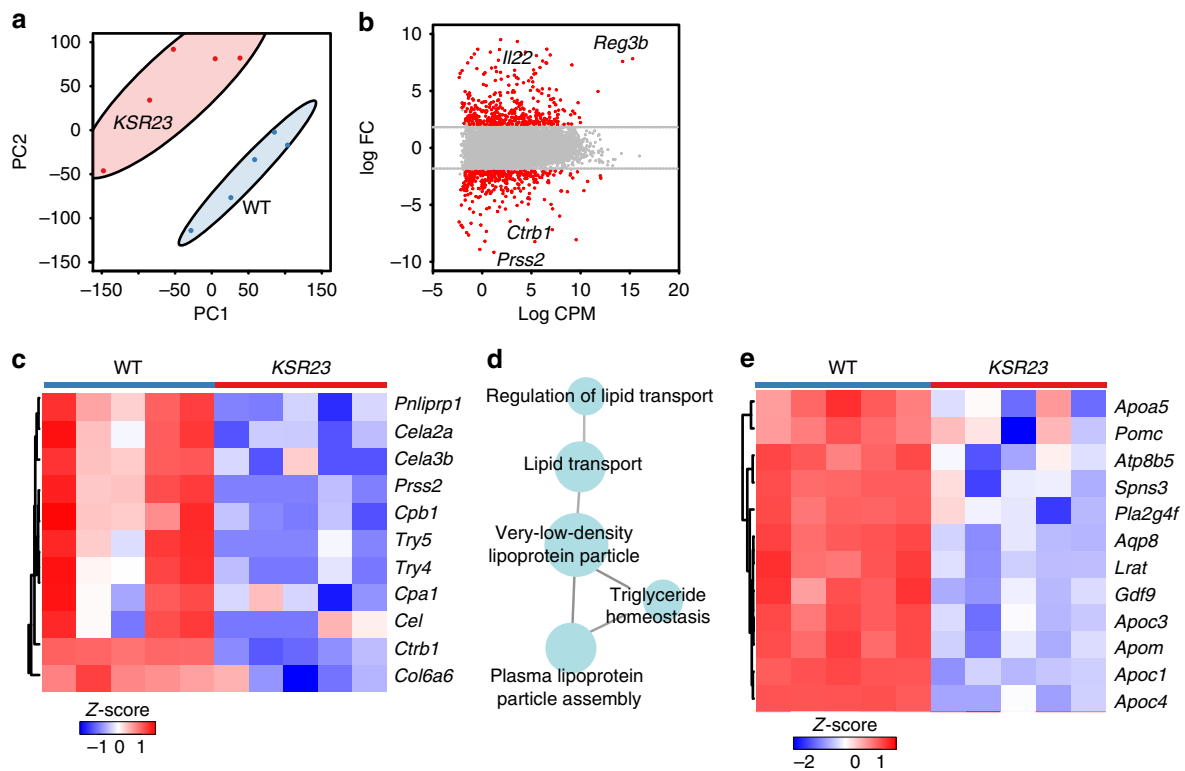 a
100
50
0
−50
−100
−150
PC2
KSR23
WT
−150
−50
0
50
150
PC1
b
10
5
0
−5
−10
log FC
Il22
Reg3b
Ctrb1
Prss2
−5
0
5
10
15
20
Log CPM
c
WT
KSR23
Pnliprp1
Cela2a
Cela3b
Prss2
Cpb1
Try5
Try4
Cpa1
Cel
Ctrb1
Col6a6
Z-score
−1 0 1
d
Regulation of lipid transport
Lipid transport
Very-low-density
lipoprotein particle
Triglyceride
homeostasis
Plasma lipoprotein
particle assembly
e
WT
KSR23
Apoa5
Pomc
Atp8b5
Spns3
Pla2g4f
Aqp8
Lrat
Gdf9
Apoc3
Apom
Apoc1
Apoc4
Z-score
−2 0 1